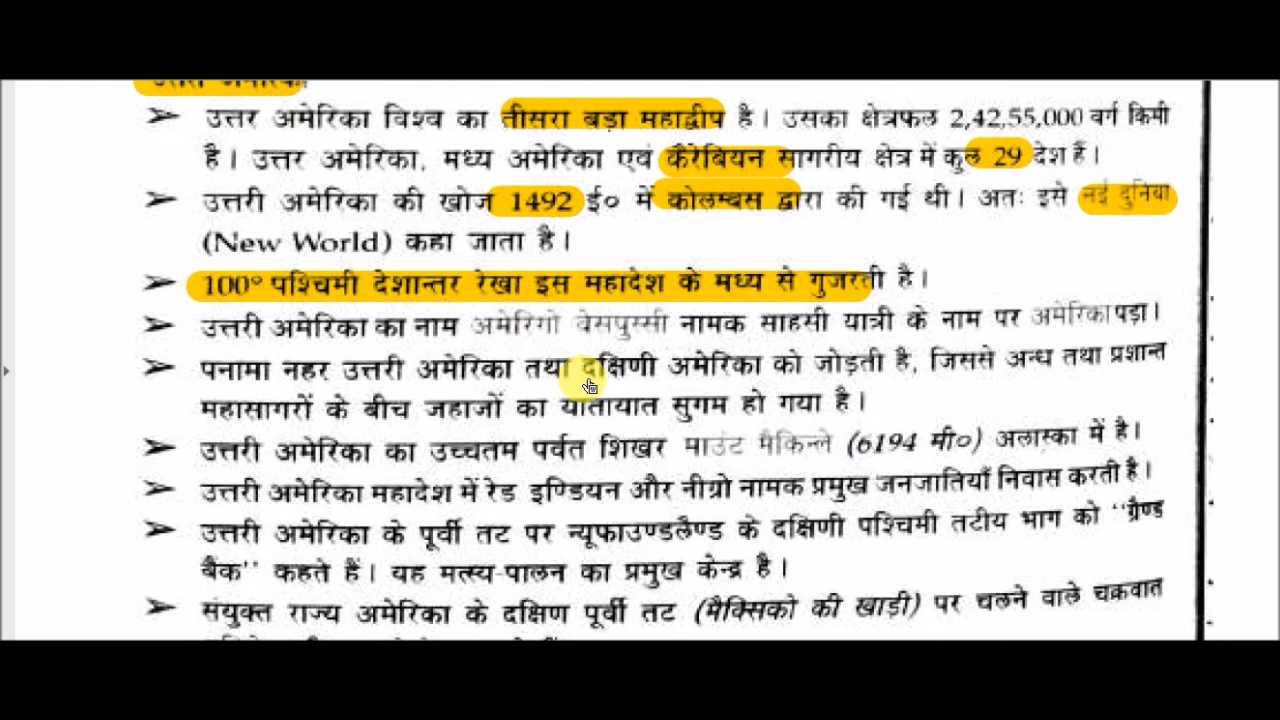 ➤ उत्तर अमेरिका विश्व का तीसरा बड़ा महाद्वीप है। उसका क्षेत्रफल 2,42,55,000 वर्ग किमी
है। उत्तर अमेरिका, मध्य अमेरिका एवं कैरेबियन सागरीय क्षेत्र में कुल 29 देश हैं।
➤ उत्तरी अमेरिका की खोज 1492 ई० में कोलम्बस द्वारा की गई थी। अतः इसे नई दुनिया
(New World) कहा जाता है।
➤ 100° पश्चिमी देशान्तर रेखा इस महादेश के मध्य से गुजरती है।
➤ उत्तरी अमेरिका का नाम अमेरिगो वेसपुस्सी नामक साहसी यात्री के नाम पर अमेरिका पड़ा।
➤ पनामा नहर उत्तरी अमेरिका तथा दक्षिणी अमेरिका को जोड़ती है, जिससे अन्ध तथा प्रशान्त
महासागरों के बीच जहाजों का यातायात सुगम हो गया है।
➤ उत्तरी अमेरिका का उच्चतम पर्वत शिखर माउंट मैकिन्ले (6194 मी०) अलास्का में है।
➤ उत्तरी अमेरिका महादेश में रेड इण्डियन और नीग्रो नामक प्रमुख जनजातियाँ निवास करती है।
➤ उत्तरी अमेरिका के पूर्वी तट पर न्यूफाउण्डलैण्ड के दक्षिणी पश्चिमी तटीय भाग को "ग्रैण्ड
बैंक" कहते हैं। यह मत्स्य-पालन का प्रमुख केन्द्र है।
➤ संयुक्त राज्य अमेरिका के दक्षिण पूर्वी तट (मैक्सिको की खाड़ी) पर चलने वाले चक्रवात